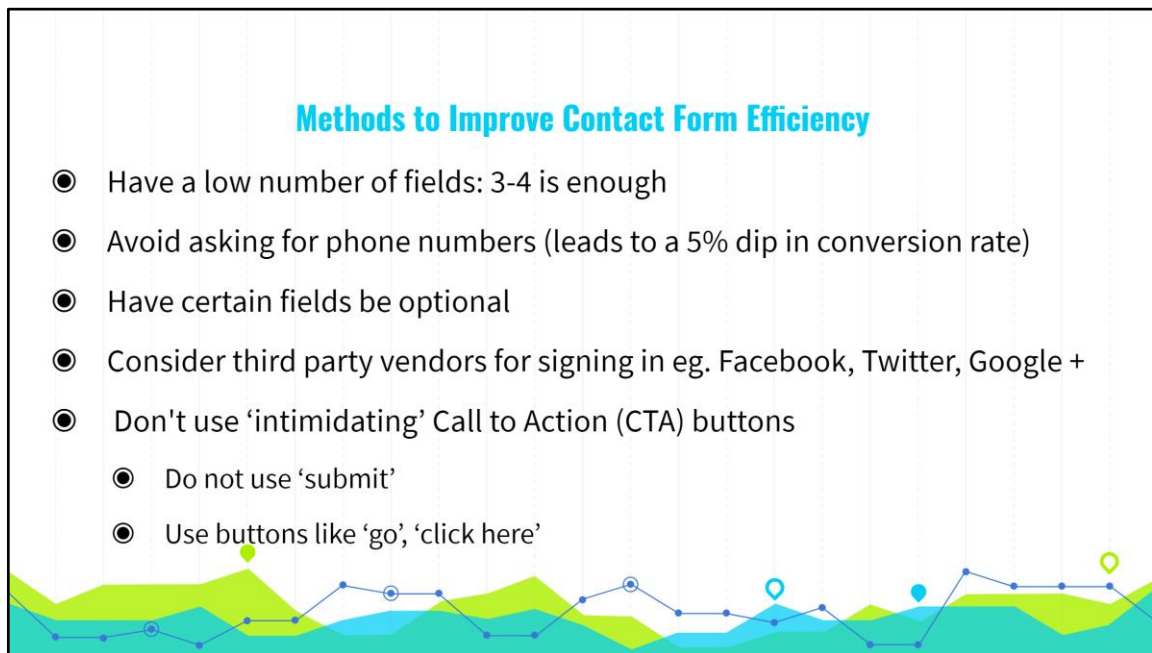 Methods to Improve Contact Form Efficiency
Have a low number of fields: 3-4 is enough
Avoid asking for phone numbers (leads to a 5% dip in conversion rate)
Have certain fields be optional
Consider third party vendors for signing in eg. Facebook, Twitter, Google +
Don't use ‘intimidating’ Call to Action (CTA) buttons
Do not use ‘submit’
Use buttons like ‘go’, ‘click here’